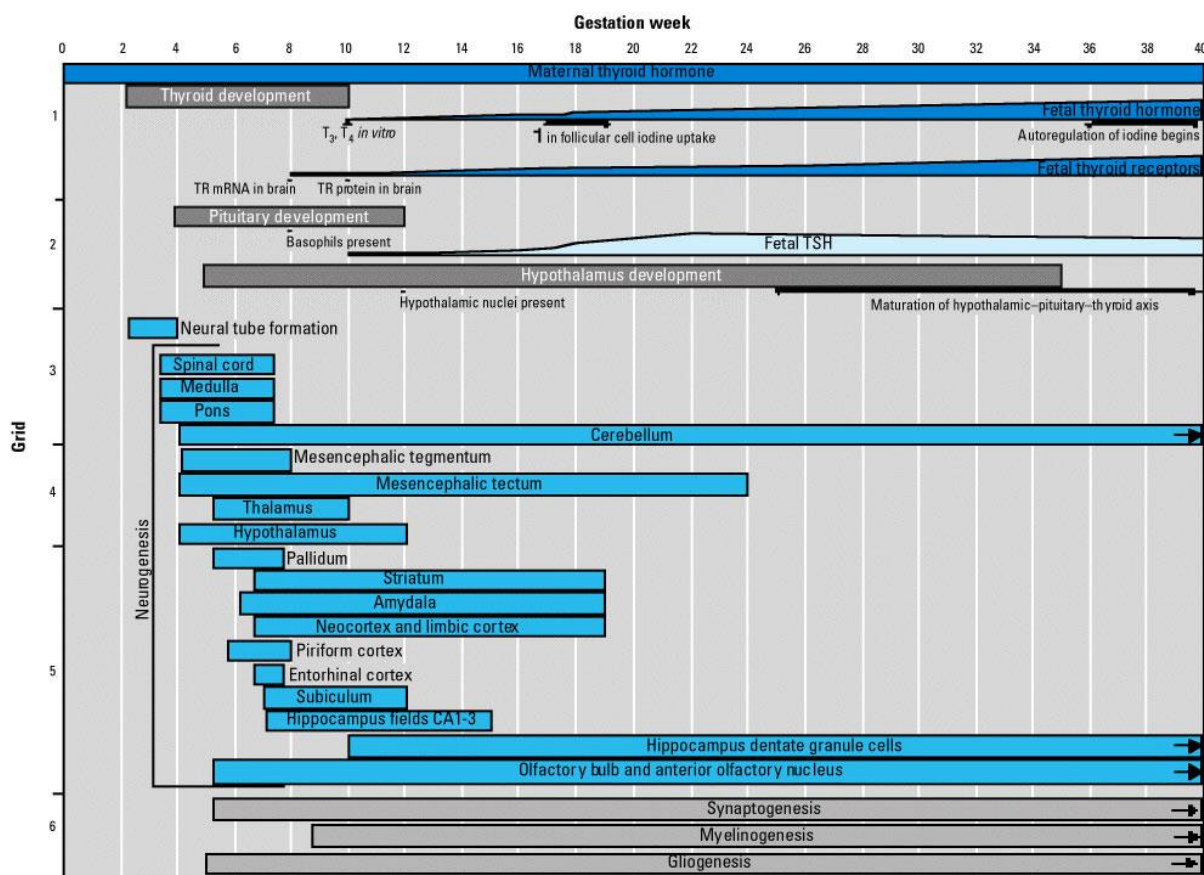 Gestation week
0 2 4 6 8 10 12 14 16 18 20 22 24 26 28 30 32 34 36 38 40
Maternal thyroid hormone
Thyroid development
1
Fetal thyroid hormone
T3, T4 in vitro
1 in follicular cell iodine uptake
Autoregulation of iodine begins
Fetal thyroid receptors
TR mRNA in brain
TR protein in brain
Pituitary development
2
Basophils present
Fetal TSH
Hypothalamus development
Hypothalamic nuclei present
Maturation of hypothalamic–pituitary–thyroid axis
Neural tube formation
3
Spinal cord
Medulla
Pons
Grid
Cerebellum
Mesencephalic tegmentum
4
Mesencephalic tectum
Thalamus
Hypothalamus
Neurogenesis
Pallidum
Striatum
Amydala
Neocortex and limbic cortex
5
Piriform cortex
Entorhinal cortex
Subiculum
Hippocampus fields CA1-3
Hippocampus dentate granule cells
Olfactory bulb and anterior olfactory nucleus
6
Synaptogenesis
Myelinogenesis
Gliogenesis